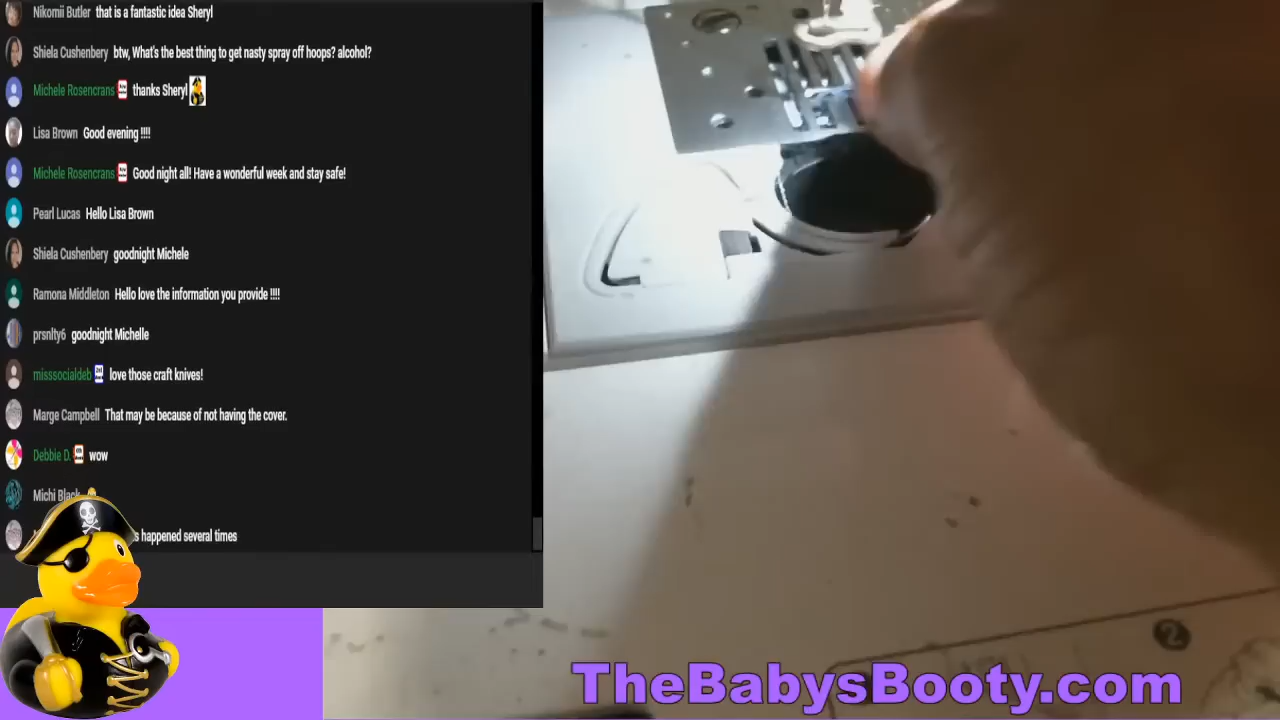 Nikomii Butler that is a fantastic idea Sheryl
Shiela Cushenbery btw, What's the best thing to get nasty spray off hoops? alcohol?
Michele Rosencrans thanks Sheryl
Lisa Brown Good evening !!!!
Michele Rosencrans Good night all! Have a wonderful week and stay safe!
Pearl Lucas Hello Lisa Brown
Shiela Cushenbery goodnight Michele
Ramona Middleton Hello love the information you provide !!!!
prsnlty6 goodnight Michelle
misssocialdeb love those craft knives!
Marge Campbell That may be because of not having the cover.
Debbie D. wow
Michi Black
happened several times
2
TheBabysBooty.com